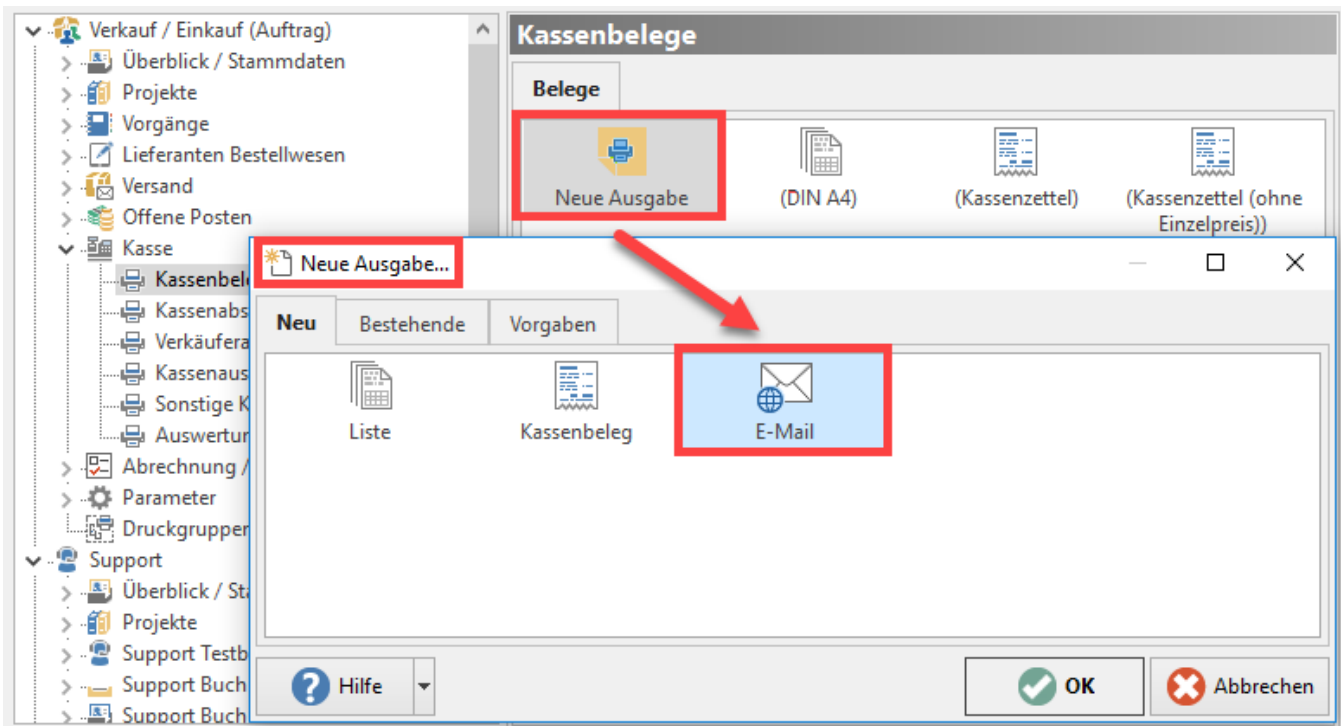 Verkauf / Einkauf (Auftrag)
Überblick / Stammdaten
Projekte
Vorgänge
Lieferanten Bestellwesen
Versand
Offene Posten
Kasse
Kassenbel
Kassenabs
Verkäufera
Kassenaus
Sonstige K
Auswertun
Abrechnung /
Parameter
Druckgruppen
Support
Überblick / Sta
Projekte
Support Testb
Support Buch
Support Buch
Kassenbelege
Belege
Neue Ausgabe
(DIN A4)
(Kassenzettel)
(Kassenzettel (ohne
Einzelpreis))
Neue Ausgabe...
Neu Bestehende Vorgaben
Liste Kassenbeleg E-Mail
Hilfe OK Abbrechen